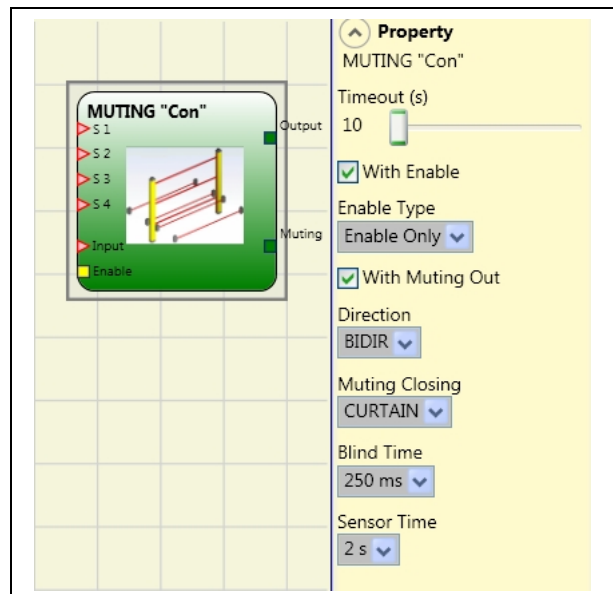 MUTING "Con"
S 1
S 2
S 3
S 4
Input
Enable
Output
Muting
Property
MUTING "Con"
Timeout (s)
10
With Enable
Enable Type
Enable Only
With Muting Out
Direction
BIDIR
Muting Closing
CURTAIN
Blind Time
250 ms
Sensor Time
2 s